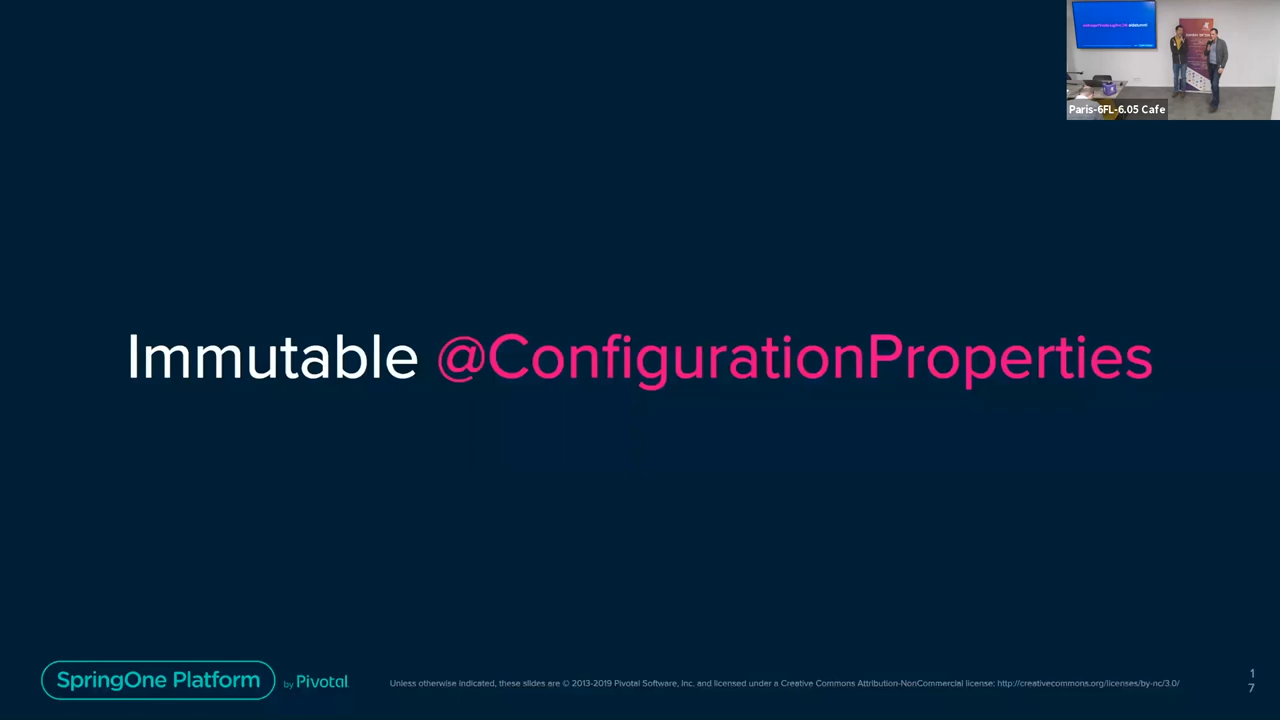 Paris-6FL-6.05 Cafe
Immutable @ConfigurationProperties
SpringOne Platform
by Pivotal
Unless otherwise indicated, these slides are © 2013-2019 Pivotal Software, Inc. and licensed under a Creative Commons Attribution-NonCommercial license: http://creativecommons.org/licenses/by-nc/3.0/
1
7